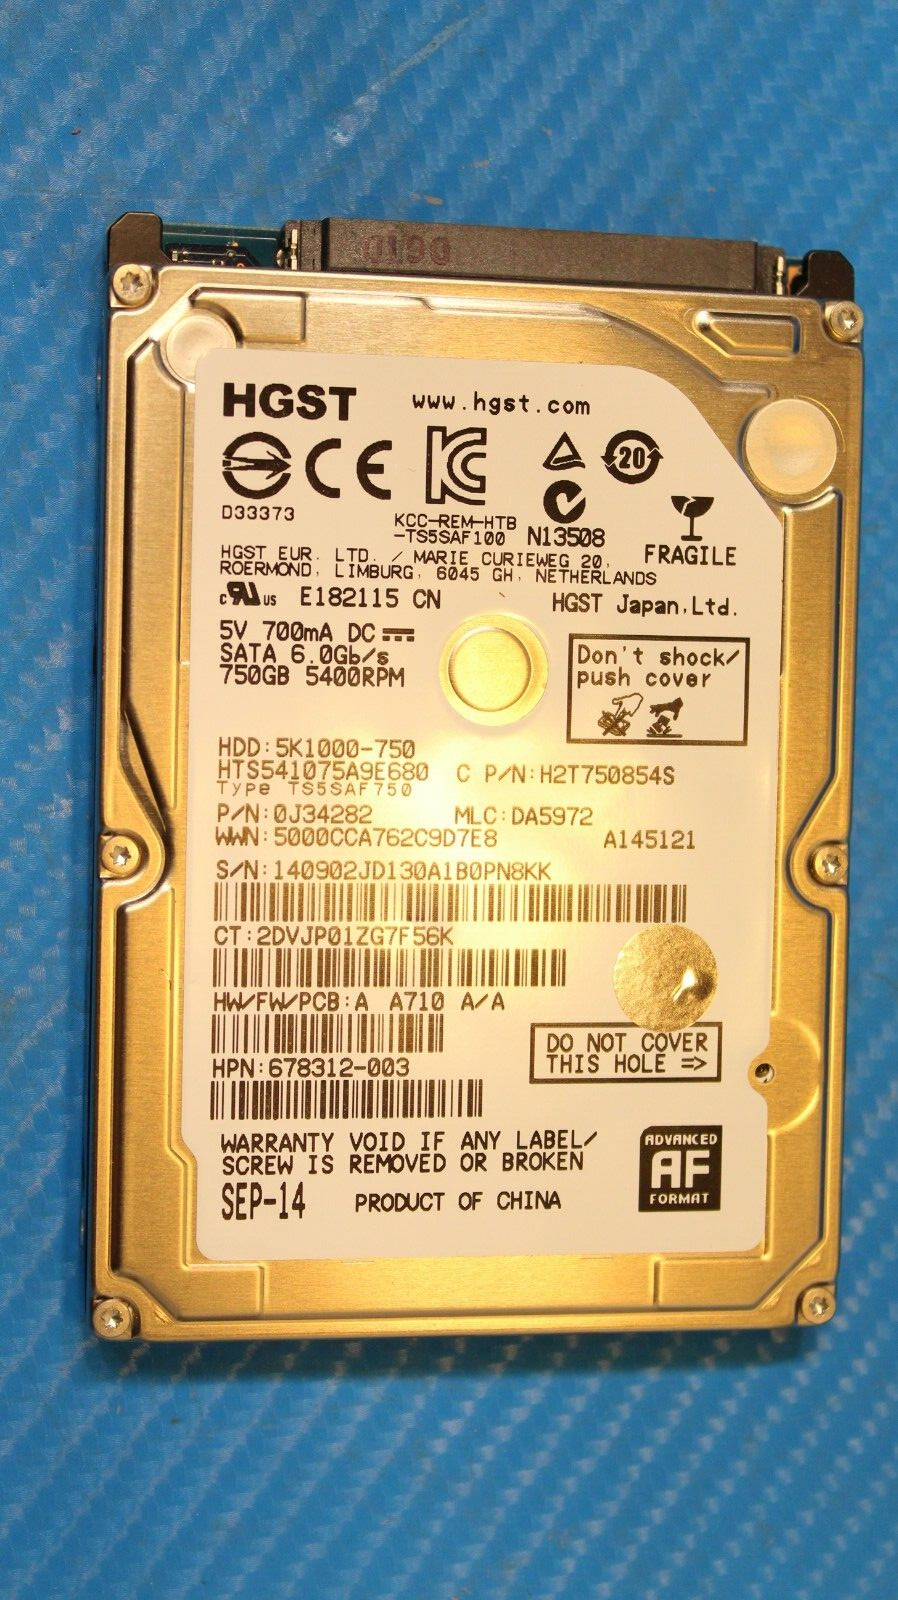 HGST www.hgst.com
CE 20
D33373
KCC-REM-HTB
-TS5SAF100 N13508
FRAGILE
HGST EUR. LTD. / MARIE CURIEWEG 20,
ROERMOND, LIMBURG, 6045 GH, NETHERLANDS
c UL us E182115 CN HGST Japan,Ltd.
5V 700mA DC
SATA 6.0Gb/s
750GB 5400RPM
Don't shock/
push cover
HDD:5K1000-750
HTS541075A9E680 C P/N:H2T750854S
Type TS5SAF750
P/N:0J34282 MLC:DA5972
WWN:5000CCA762C9D7E8 A145121
S/N:140902JD130A1B0PN8KK
CT:2DVJP01ZG7F56K
HW/FW/PCB:A A710 A/A
HPN:678312-003
DO NOT COVER
THIS HOLE =>
WARRANTY VOID IF ANY LABEL/
SCREW IS REMOVED OR BROKEN
SEP-14 PRODUCT OF CHINA
ADVANCED
AF
FORMAT